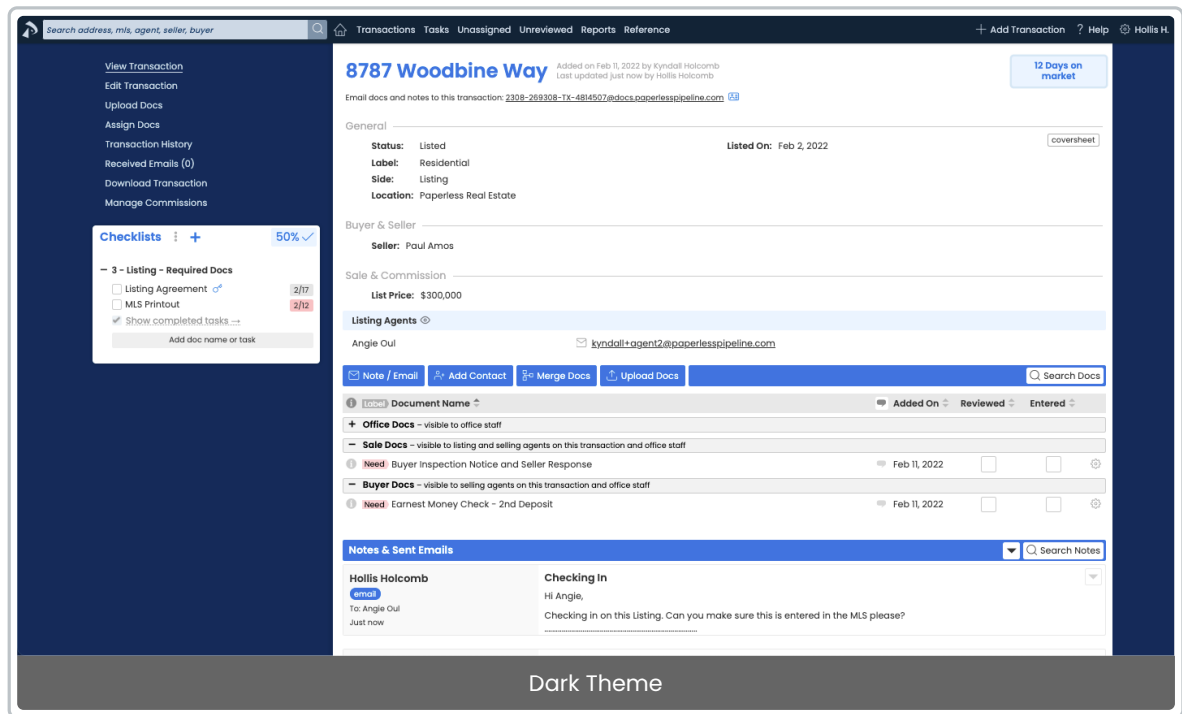 Search address, mls, agent, seller, buyer
Transactions Tasks Unassigned Unreviewed Reports Reference
Add Transaction ? Help Hollis H.
View Transaction
Edit Transaction
Upload Docs
Assign Docs
Transaction History
Received Emails (0)
Download Transaction
Manage Commissions
Checklists 50%
3 - Listing - Required Docs
Listing Agreement 2/17
MLS Printout 2/12
Show completed tasks →
Add doc name or task
8787 Woodbine Way
Added on Feb 11, 2022 by Kyndall Holcomb
Last updated just now by Hollis Holcomb
12 Days on
market
Email docs and notes to this transaction: 2308-269308-TX-4814507@docs.paperlesspipeline.com
General
coversheet
Status: Listed Listed On: Feb 2, 2022
Label: Residential
Side: Listing
Location: Paperless Real Estate
Buyer & Seller
Seller: Paul Amos
Sale & Commission
List Price: $300,000
Listing Agents
Angie Oul kyndall+agent2@paperlesspipeline.com
Note / Email Add Contact Merge Docs Upload Docs Search Docs
Label Document Name Added On Reviewed Entered
+ Office Docs - visible to office staff
- Sale Docs - visible to listing and selling agents on this transaction and office staff
Need Buyer Inspection Notice and Seller Response Feb 11, 2022
- Buyer Docs - visible to selling agents on this transaction and office staff
Need Earnest Money Check - 2nd Deposit Feb 11, 2022
Notes & Sent Emails Search Notes
Hollis Holcomb
email
To: Angie Oul
Just now
Checking In
Hi Angie,
Checking in on this Listing. Can you make sure this is entered in the MLS please?
Dark Theme